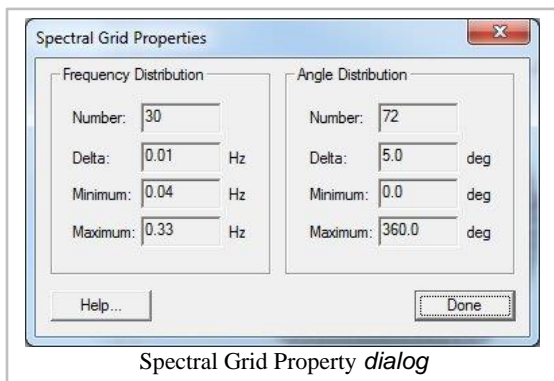 Spectral Grid Properties
Frequency Distribution
Number: 30
Delta: 0.01 Hz
Minimum: 0.04 Hz
Maximum: 0.33 Hz
Angle Distribution
Number: 72
Delta: 5.0 deg
Minimum: 0.0 deg
Maximum: 360.0 deg
Help...
Done
Spectral Grid Property dialog